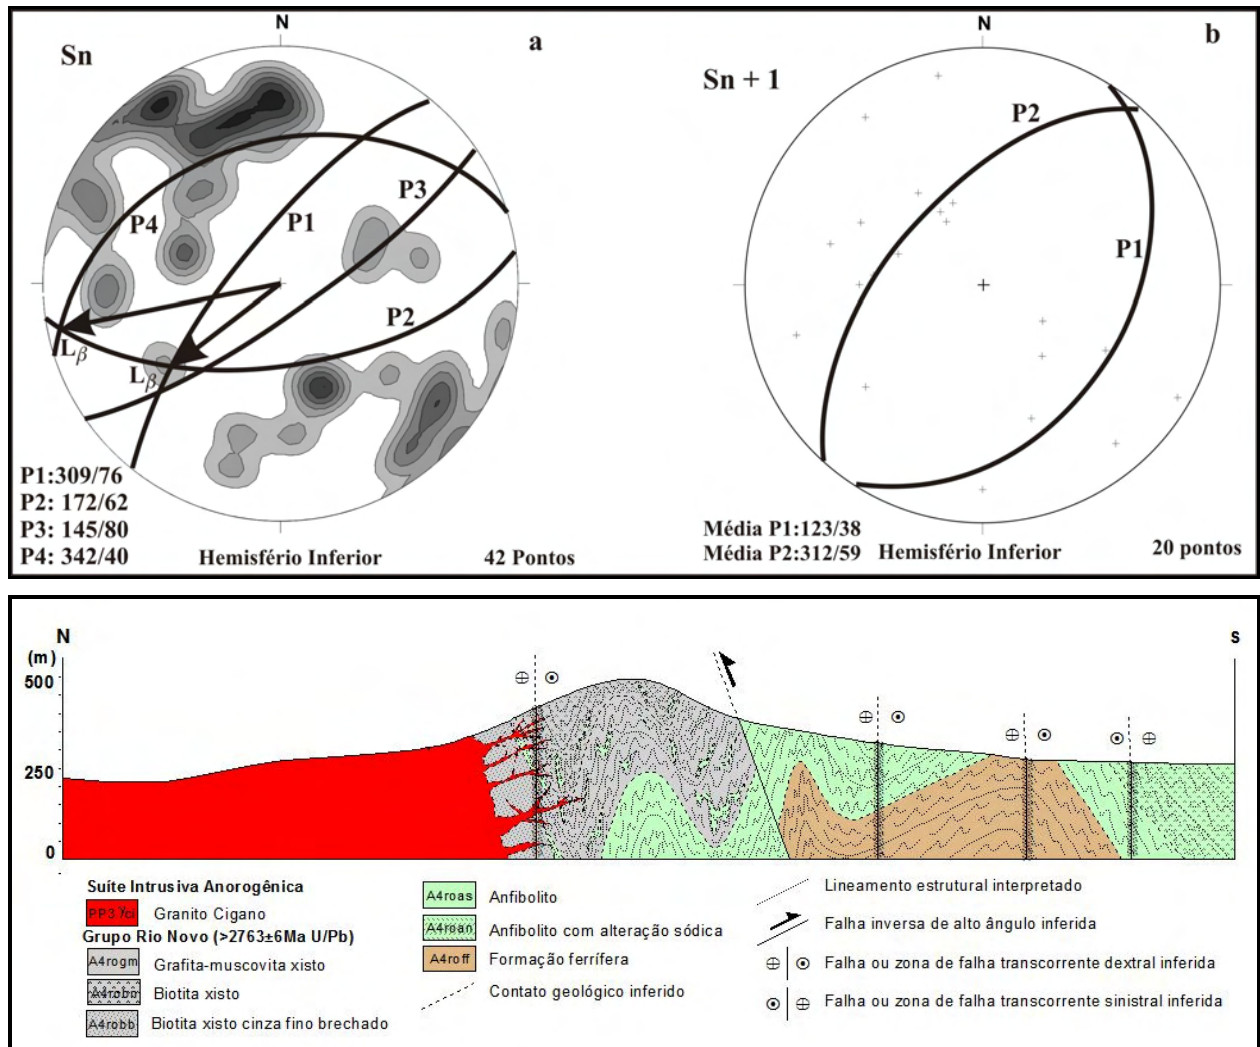 N
Sn
a
P1
P3
P4
P2
Lβ
Lβ
P1:309/76
P2: 172/62
P3: 145/80
P4: 342/40
Hemisfério Inferior
42 Pontos
N
b
Sn + 1
P2
P1
Média P1:123/38
Média P2:312/59
Hemisfério Inferior
20 pontos
N
S
(m)
500
250
0
Suíte Intrusiva Anorogênica
PP3γci Granito Cigano
Grupo Rio Novo (>2763±6Ma U/Pb)
A4rogm Grafita-muscovita xisto
Biotita xisto
A4robb Biotita xisto cinza fino brechado
A4roas Anfibolito
A4roan Anfibolito com alteração sódica
A4roff Formação ferrífera
Contato geológico inferido
Lineamento estrutural interpretado
Falha inversa de alto ângulo inferida
Falha ou zona de falha transcorrente dextral inferida
Falha ou zona de falha transcorrente sinistral inferida